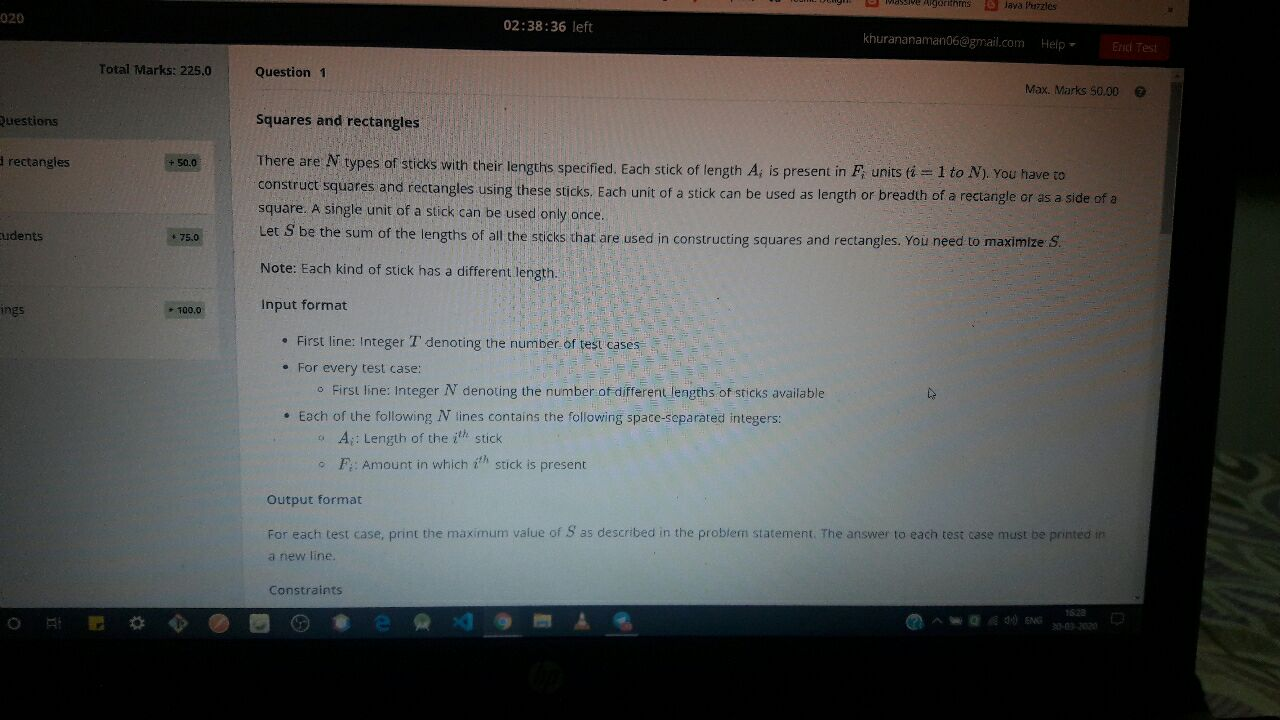 020
02:38:36 left
Massive Algorithms
Java Puzzles
khurananaman06@gmail.com
Help
End Test
Total Marks: 225.0
Question 1
Max. Marks 50.00
Questions
rectangles
+ 50.0
udents
+ 75.0
ings
+ 100.0
Squares and rectangles
There are N types of sticks with their lengths specified. Each stick of length Aᵢ is present in Fᵢ units (i = 1 to N). You have to
construct squares and rectangles using these sticks. Each unit of a stick can be used as length or breadth of a rectangle or as a side of a
square. A single unit of a stick can be used only once.
Let S be the sum of the lengths of all the sticks that are used in constructing squares and rectangles. You need to maximize S.
Note: Each kind of stick has a different length.
Input format
• First line: Integer T denoting the number of test cases
• For every test case:
○ First line: Integer N denoting the number of different lengths of sticks available
• Each of the following N lines contains the following space-separated integers:
○ Aᵢ: Length of the iᵗʰ stick
○ Fᵢ: Amount in which iᵗʰ stick is present
Output format
For each test case, print the maximum value of S as described in the problem statement. The answer to each test case must be printed in
a new line.
Constraints
ENG
16:28
30-03-2020
hp